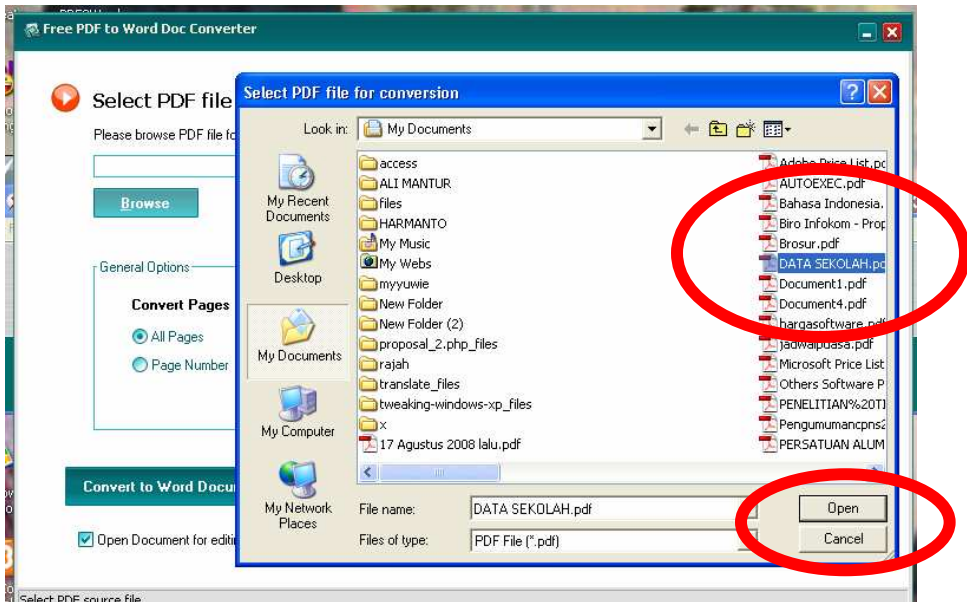 Free PDF to Word Doc Converter
Select PDF file
Please browse PDF file fo
Browse
General Options
Convert Pages
All Pages
Page Number
Convert to Word Docu
Open Document for editi
Select PDF source file
Select PDF file for conversion
Look in: My Documents
My Recent Documents
Desktop
My Documents
My Computer
My Network Places
access
ALI MANTUR
files
HARMANTO
My Music
My Webs
myyuwie
New Folder
New Folder (2)
proposal_2.php_files
rajah
translate_files
tweaking-windows-xp_files
x
17 Agustus 2008 lalu.pdf
Adobe Price List.pd
AUTOEXEC.pdf
Bahasa Indonesia.
Biro Infokom - Prop
Brosur.pdf
DATA SEKOLAH.pd
Document1.pdf
Document4.pdf
hargasoftware.pdf
jadwalpuasa.pdf
Microsoft Price List
Others Software P
PENELITIAN%20TI
Pengumumancpns2
PERSATUAN ALUM
File name: DATA SEKOLAH.pdf
Open
Files of type: PDF File (*.pdf)
Cancel